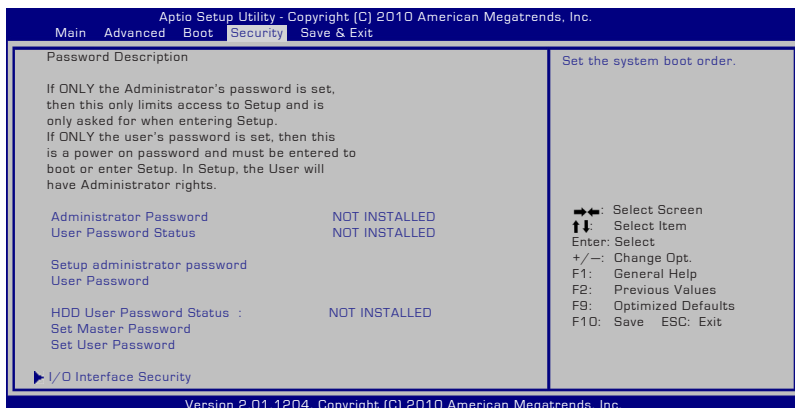 Aptio Setup Utility - Copyright (C) 2010 American Megatrends, Inc.
Main Advanced Boot Security Save & Exit
Password Description
If ONLY the Administrator's password is set,
then this only limits access to Setup and is
only asked for when entering Setup.
If ONLY the user's password is set, then this
is a power on password and must be entered to
boot or enter Setup. In Setup, the User will
have Administrator rights.
Administrator Password NOT INSTALLED
User Password Status NOT INSTALLED
Setup administrator password
User Password
HDD User Password Status : NOT INSTALLED
Set Master Password
Set User Password
I/O Interface Security
Set the system boot order.
→←: Select Screen
↑↓: Select Item
Enter: Select
+/—: Change Opt.
F1: General Help
F2: Previous Values
F9: Optimized Defaults
F10: Save ESC: Exit
Version 2.01.1204. Copyright (C) 2010 American Megatrends, Inc.